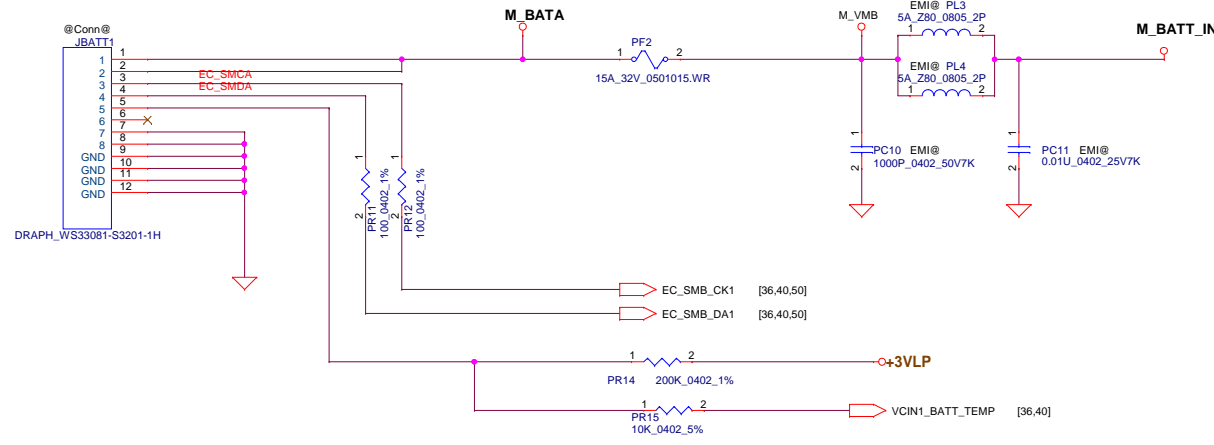 @Conn@
JBATT1
1
2
3
4
5
6
7
8
GND
GND
GND
GND
1
2
3
4
5
6
7
8
9
10
11
12
EC_SMCA
EC_SMDA
DRAPH_WS33081-S3201-1H
M_BATA
1
PF2
2
15A_32V_0501015.WR
M_VMB
EMI@ PL3
5A_Z80_0805_2P
1
2
EMI@ PL4
5A_Z80_0805_2P
1
2
M_BATT_IN
1
2
PC10 EMI@
1000P_0402_50V7K
1
2
PC11 EMI@
0.01U_0402_25V7K
1
2
PR11
100_0402_1%
1
2
PR12
100_0402_1%
EC_SMB_CK1 [36,40,50]
EC_SMB_DA1 [36,40,50]
1
2
PR14 200K_0402_1%
+3VLP
1
2
PR15
10K_0402_5%
VCIN1_BATT_TEMP [36,40]